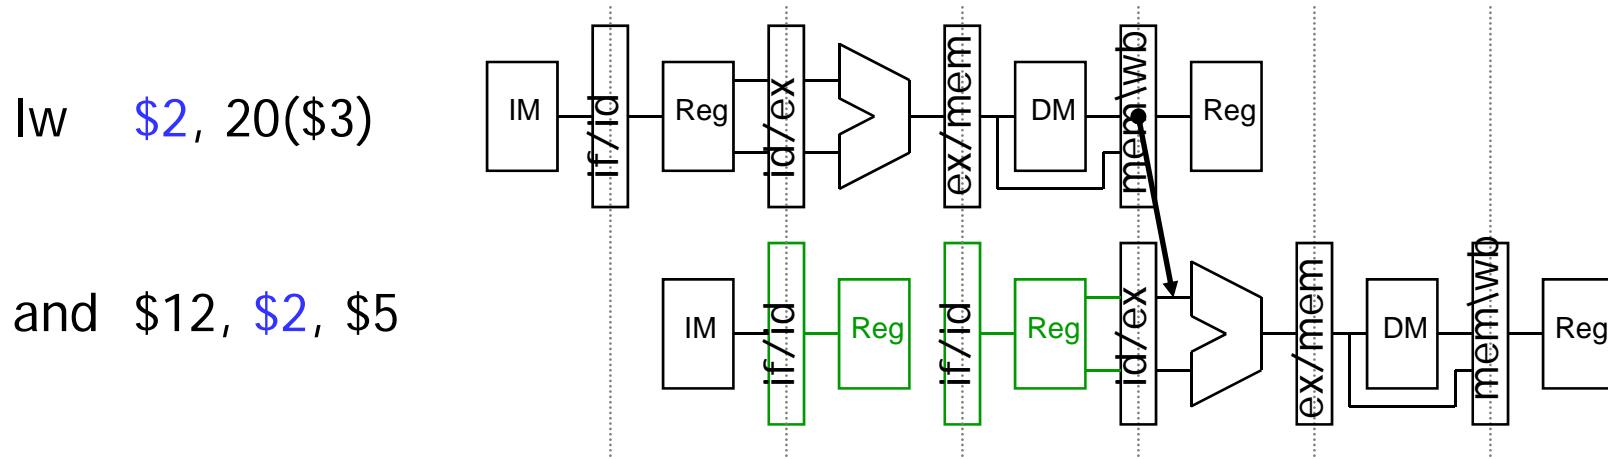 lw $2, 20($3) IM if/id Reg id/ex ex/mem DM mem\wb Reg
and $12, $2, $5 IM if/id Reg if/id Reg id/ex ex/mem DM mem\wb Reg